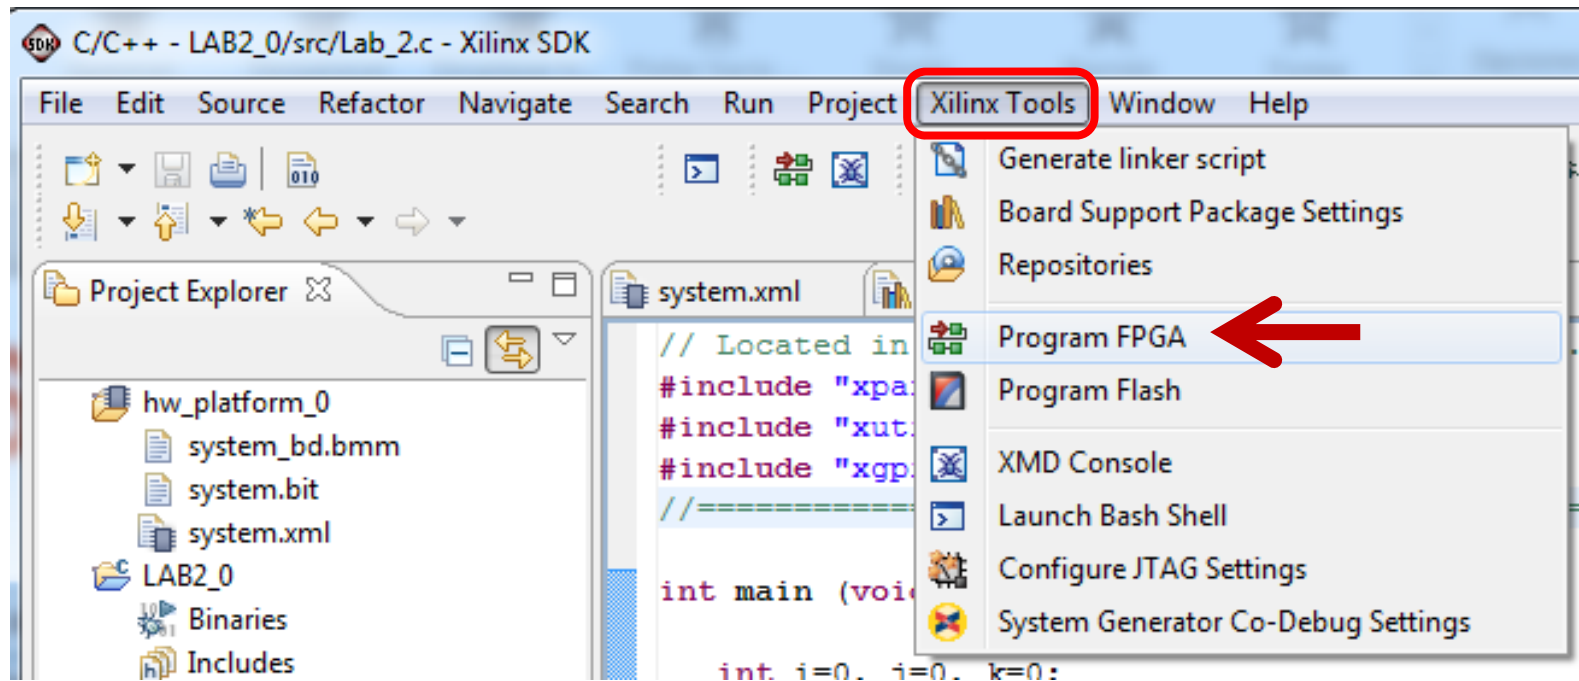 C/C++ - LAB2_0/src/Lab_2.c - Xilinx SDK
File Edit Source Refactor Navigate Search Run Project Xilinx Tools Window Help
Generate linker script
Board Support Package Settings
Repositories
Program FPGA
Program Flash
XMD Console
Launch Bash Shell
Configure JTAG Settings
System Generator Co-Debug Settings
Project Explorer
hw_platform_0
system_bd.bmm
system.bit
system.xml
LAB2_0
Binaries
Includes
system.xml
// Located in
#include "xpa
#include "xut
#include "xgp
//============
int main (voi
int i=0, j=0, k=0;